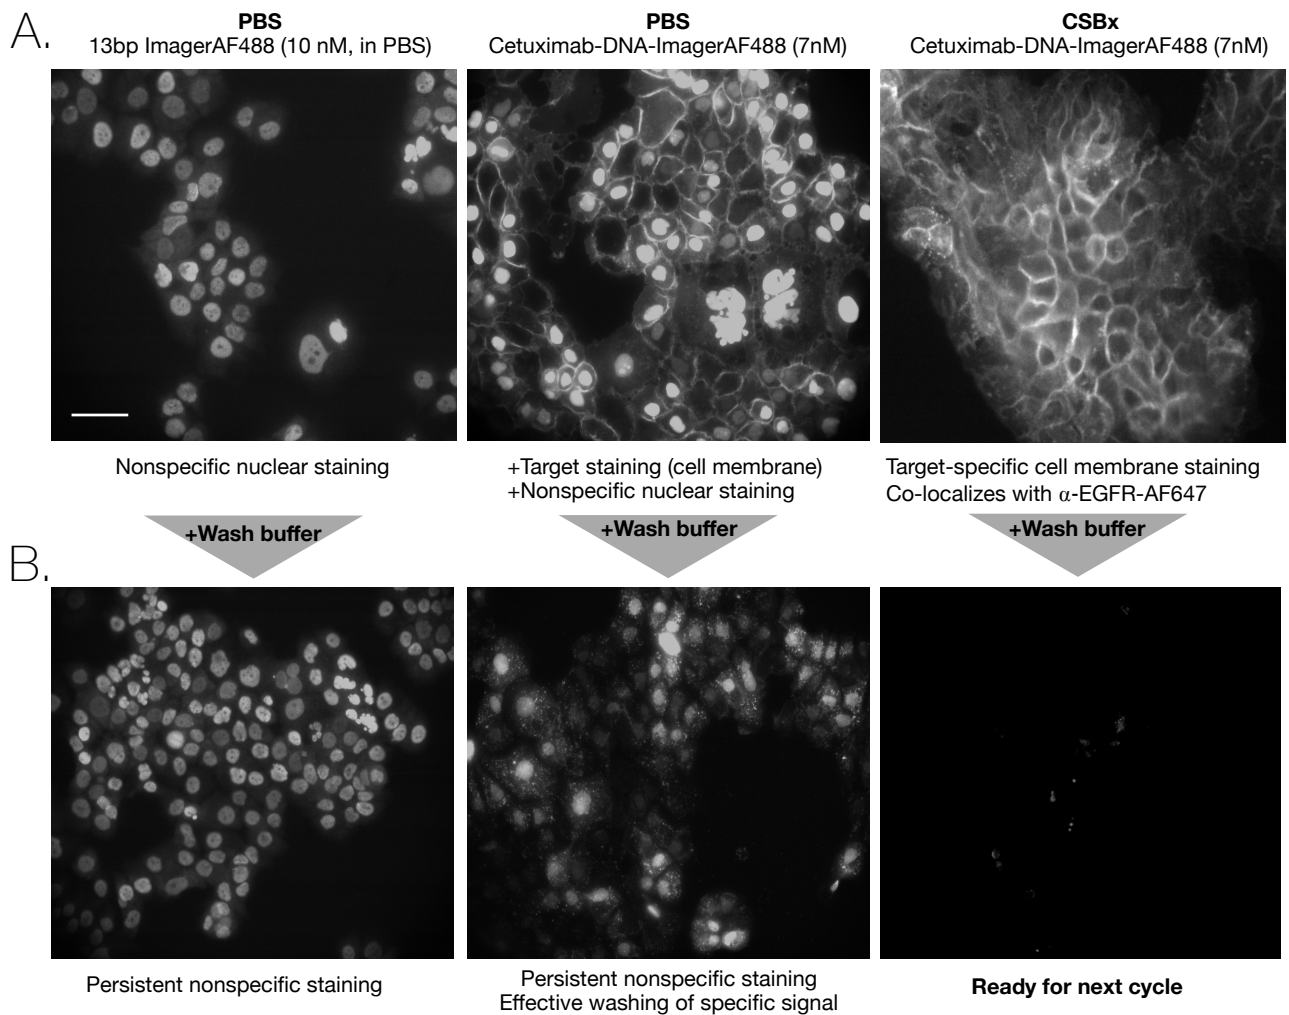 A.
PBS
13bp ImagerAF488 (10 nM, in PBS)
PBS
Cetuximab-DNA-ImagerAF488 (7nM)
CSBx
Cetuximab-DNA-ImagerAF488 (7nM)
Nonspecific nuclear staining
+Target staining (cell membrane)
+Nonspecific nuclear staining
Target-specific cell membrane staining
Co-localizes with α-EGFR-AF647
+Wash buffer
+Wash buffer
+Wash buffer
B.
Persistent nonspecific staining
Persistent nonspecific staining
Effective washing of specific signal
Ready for next cycle